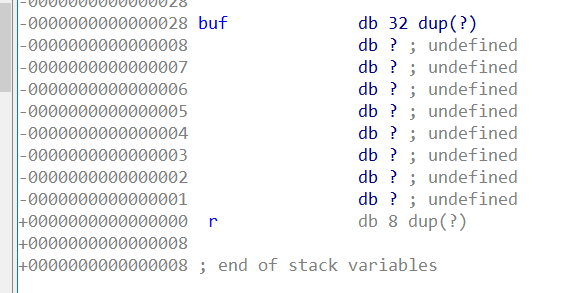 -0000000000000028
-0000000000000028 buf db 32 dup(?)
-0000000000000008 db ? ; undefined
-0000000000000007 db ? ; undefined
-0000000000000006 db ? ; undefined
-0000000000000005 db ? ; undefined
-0000000000000004 db ? ; undefined
-0000000000000003 db ? ; undefined
-0000000000000002 db ? ; undefined
-0000000000000001 db ? ; undefined
+0000000000000000 r db 8 dup(?)
+0000000000000008
+0000000000000008 ; end of stack variables